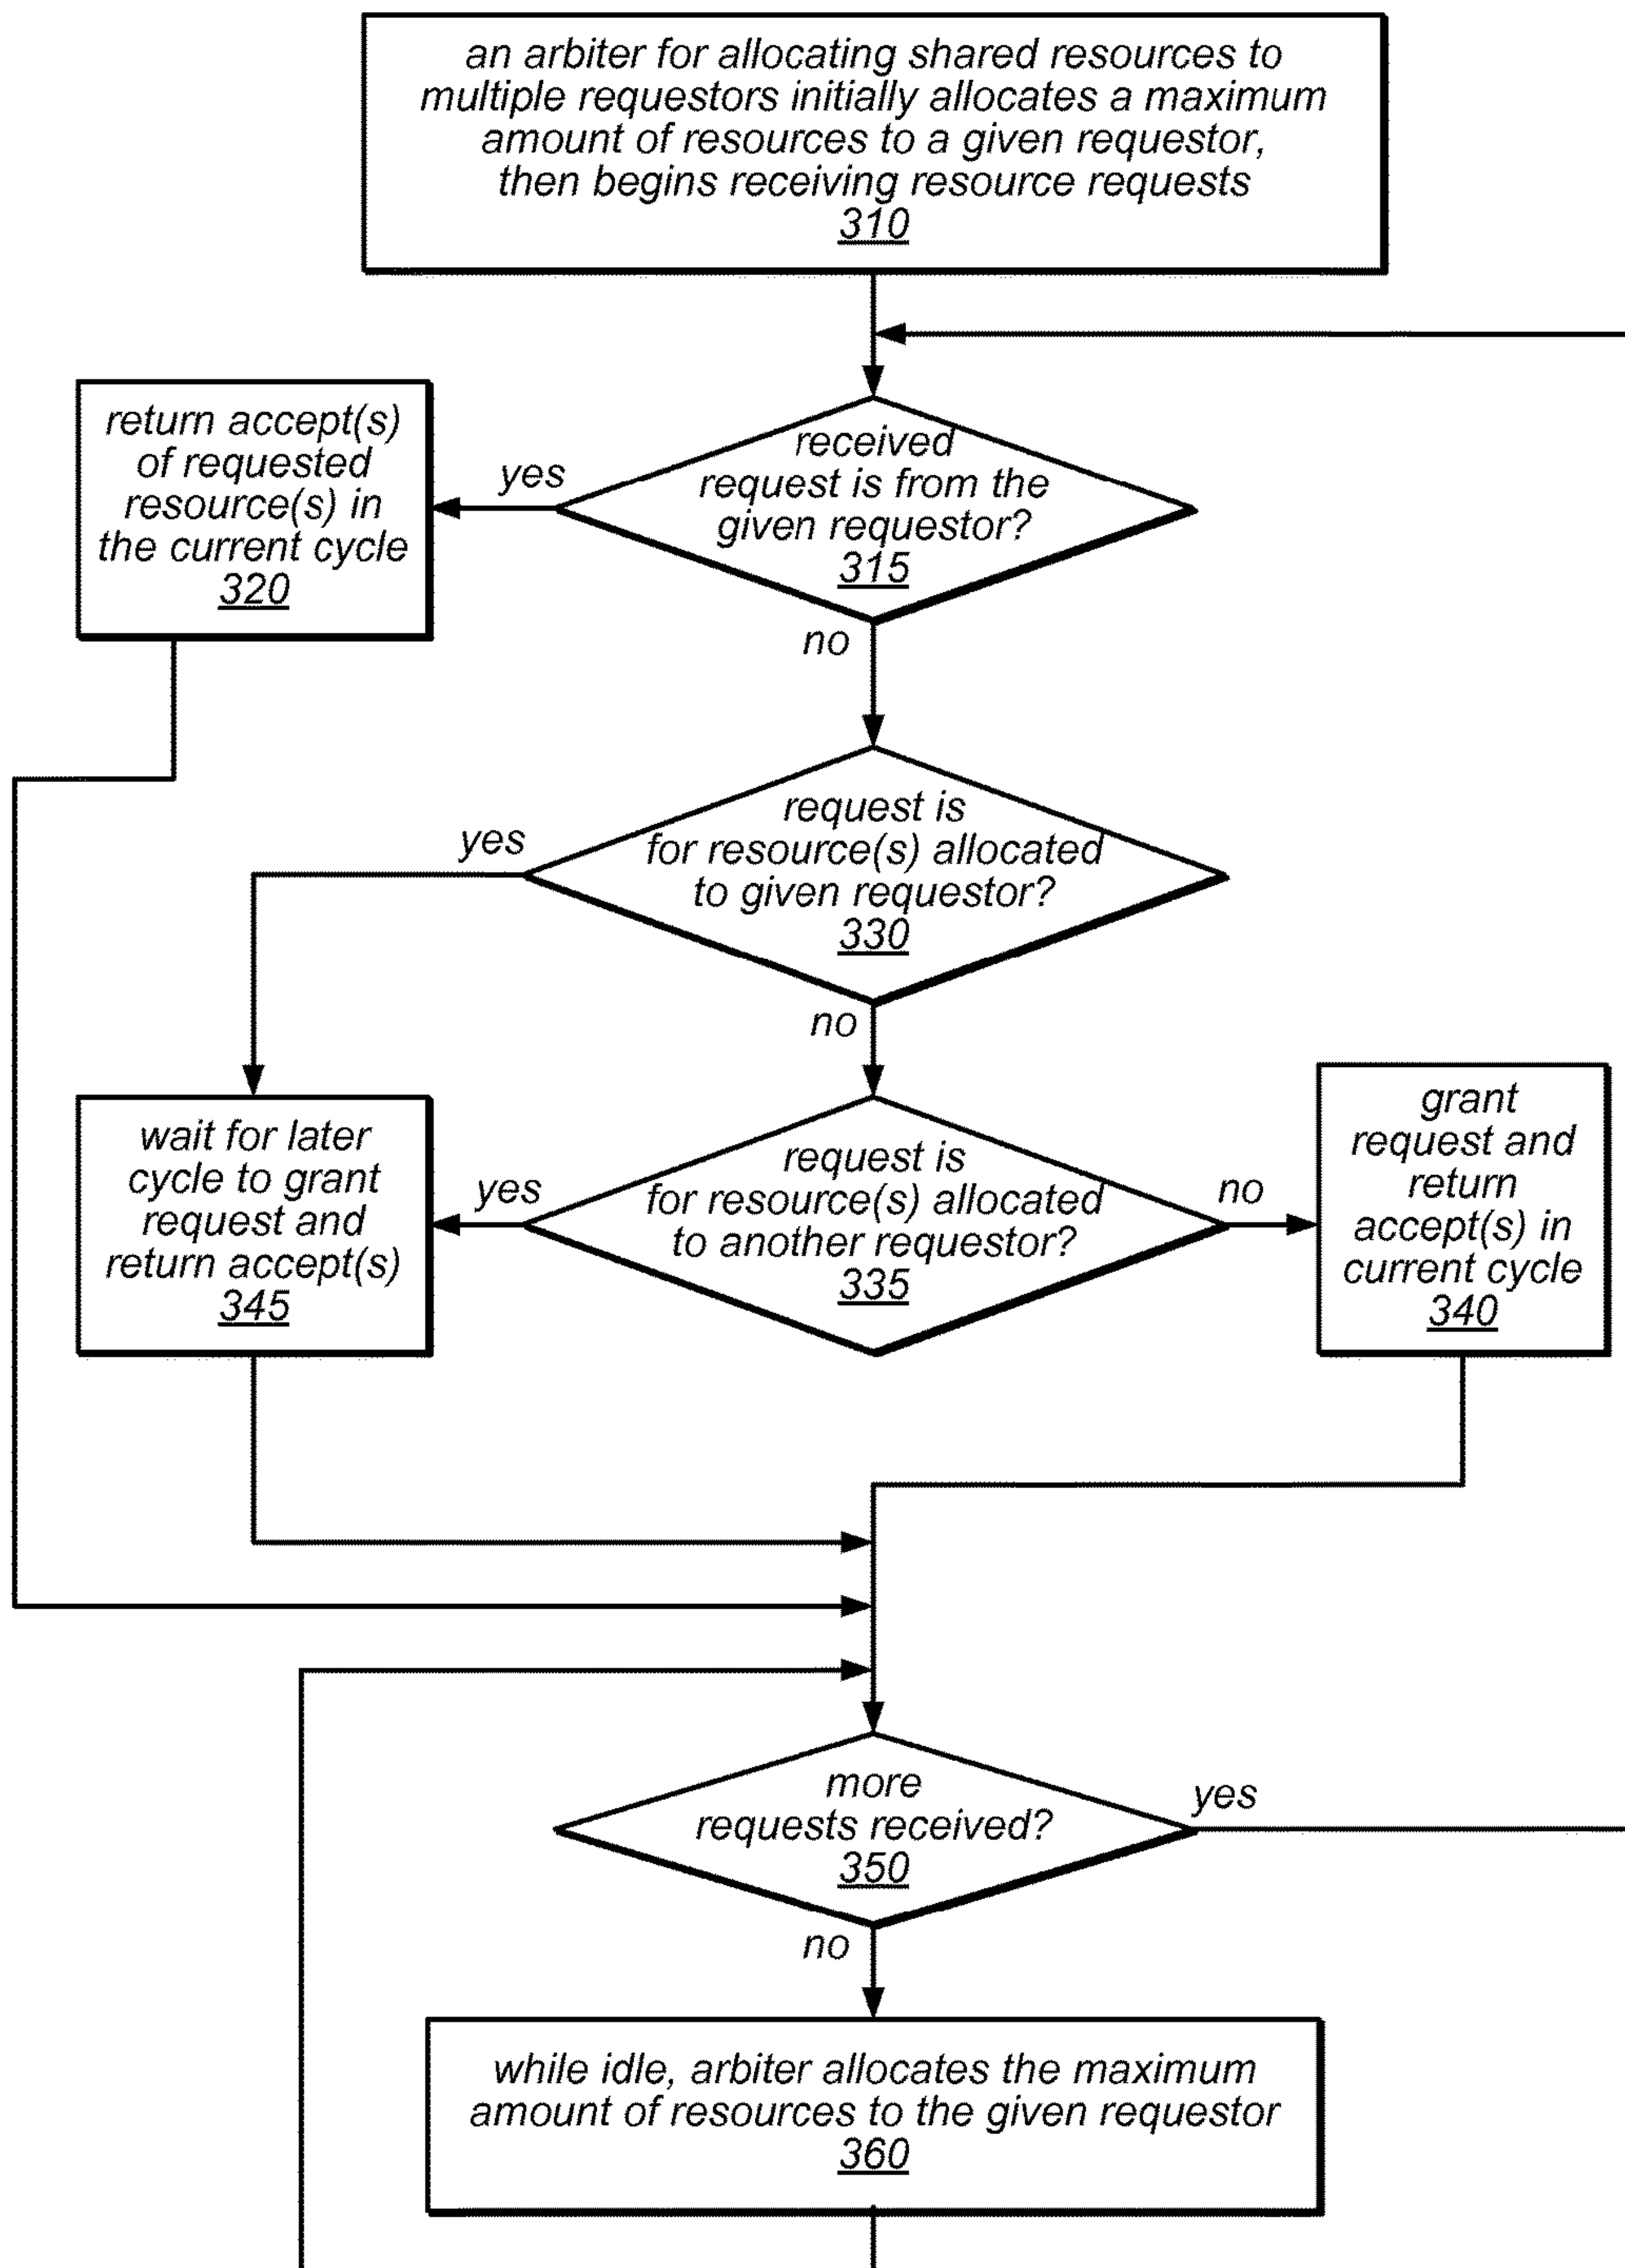 an arbiter for allocating shared resources to
multiple requestors initially allocates a maximum
amount of resources to a given requestor,
then begins receiving resource requests
310
return accept(s)
of requested
resource(s) in
the current cycle
320
yes
received
request is from the
given requestor?
315
no
yes
request is
for resource(s) allocated
to given requestor?
330
no
wait for later
cycle to grant
request and
return accept(s)
345
yes
request is
for resource(s) allocated
to another requestor?
335
no
grant
request and
return
accept(s) in
current cycle
340
more
requests received?
350
yes
no
while idle, arbiter allocates the maximum
amount of resources to the given requestor
360